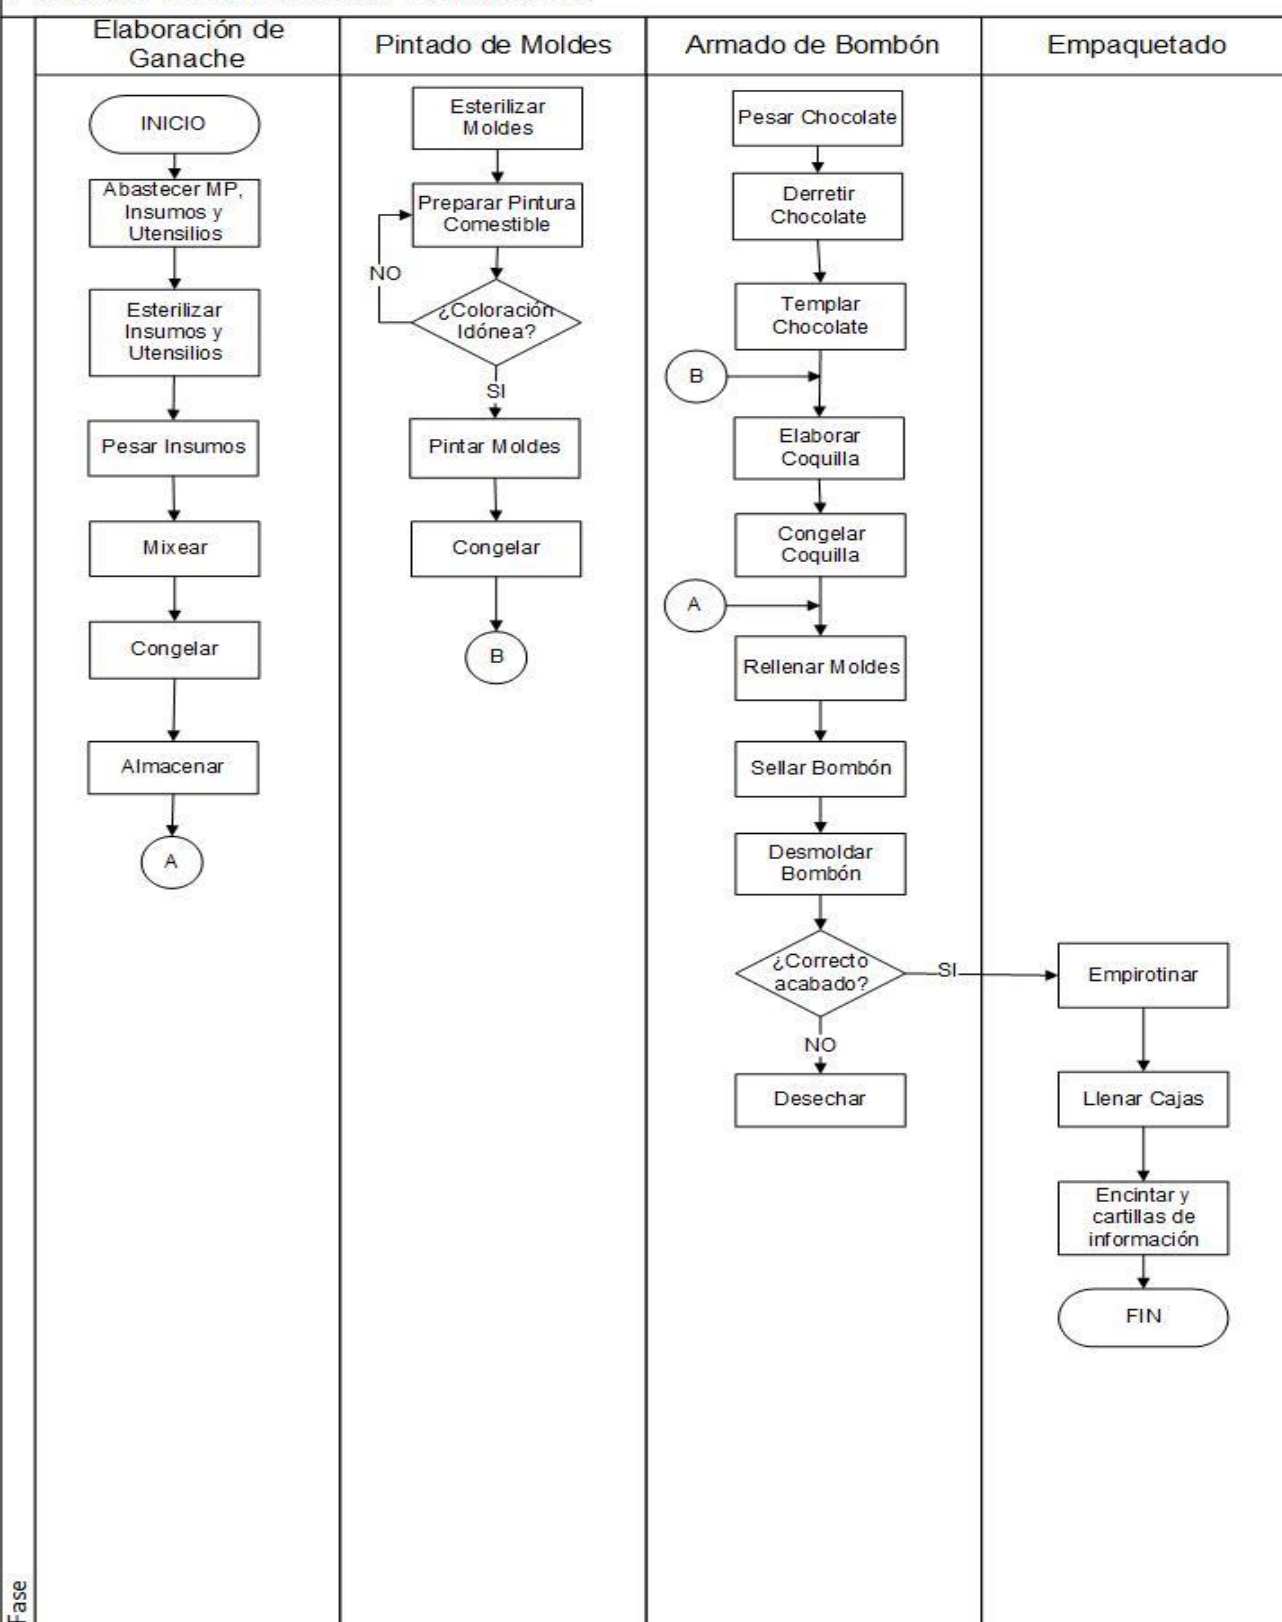 Elaboración de
Ganache
Pintado de Moldes
Armado de Bombón
Empaquetado
INICIO
Abastecer MP,
Insumos y
Utensilios
Esterilizar
Insumos y
Utensilios
Pesar Insumos
Mixear
Congelar
Almacenar
A
Esterilizar
Moldes
Preparar Pintura
Comestible
NO
¿Coloración
Idónea?
SI
Pintar Moldes
Congelar
B
Pesar Chocolate
Derretir
Chocolate
Templar
Chocolate
B
Elaborar
Coquilla
Congelar
Coquilla
A
Rellenar Moldes
Sellar Bombón
Desmoldar
Bombón
¿Correcto
acabado?
SI
NO
Desechar
Empirotinar
Llenar Cajas
Encintar y
cartillas de
información
FIN
Fase